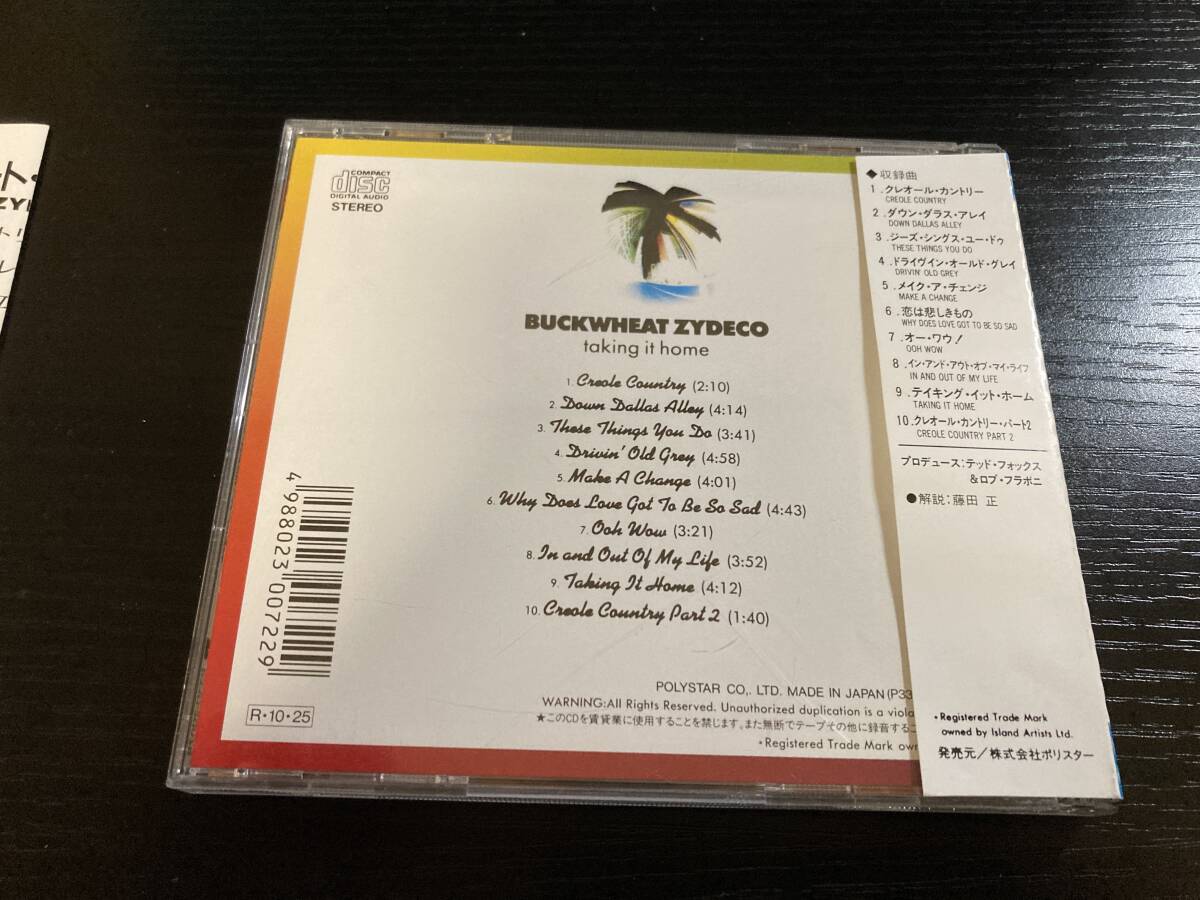 ート・
ZYI
COMPACT
disc
DIGITAL AUDIO
STEREO
BUCKWHEAT ZYDECO
taking it home
1. Creole Country (2:10)
2. Down Dallas Alley (4:14)
3. These Things You Do (3:41)
4. Drivin' Old Grey (4:58)
5. Make A Change (4:01)
6. Why Does Love Got To Be So Sad (4:43)
7. Ooh Wow (3:21)
8. In and Out Of My Life (3:52)
9. Taking It Home (4:12)
10. Creole Country Part 2 (1:40)
4988023007229
R・10・25
POLYSTAR CO,. LTD. MADE IN JAPAN (P33
WARNING:All Rights Reserved. Unauthorized duplication is a viola
★このCDを賃貸業に使用することを禁じます。また無断でテープその他に録音するこ
*Registered Trade Mark own
◆収録曲
1.クレオール・カントリー
CREOLE COUNTRY
2.ダウン・ダラス・アレイ
DOWN DALLAS ALLEY
3.ジーズ・シングス・ユー・ドゥ
THESE THINGS YOU DO
4.ドライヴィン・オールド・グレイ
DRIVIN' OLD GREY
5.メイク・ア・チェンジ
MAKE A CHANGE
6.恋は悲しきもの
WHY DOES LOVE GOT TO BE SO SAD
7.オー・ワウ!
OOH WOW
8.イン・アンド・アウト・オブ・マイ・ライフ
IN AND OUT OF MY LIFE
9.テイキング・イット・ホーム
TAKING IT HOME
10.クレオール・カントリー・パート2
CREOLE COUNTRY PART 2
プロデュース:テッド・フォックス
&ロブ・フラボニ
●解説:藤田 正
*Registered Trade Mark
owned by Island Artists Ltd.
発売元/株式会社ポリスター